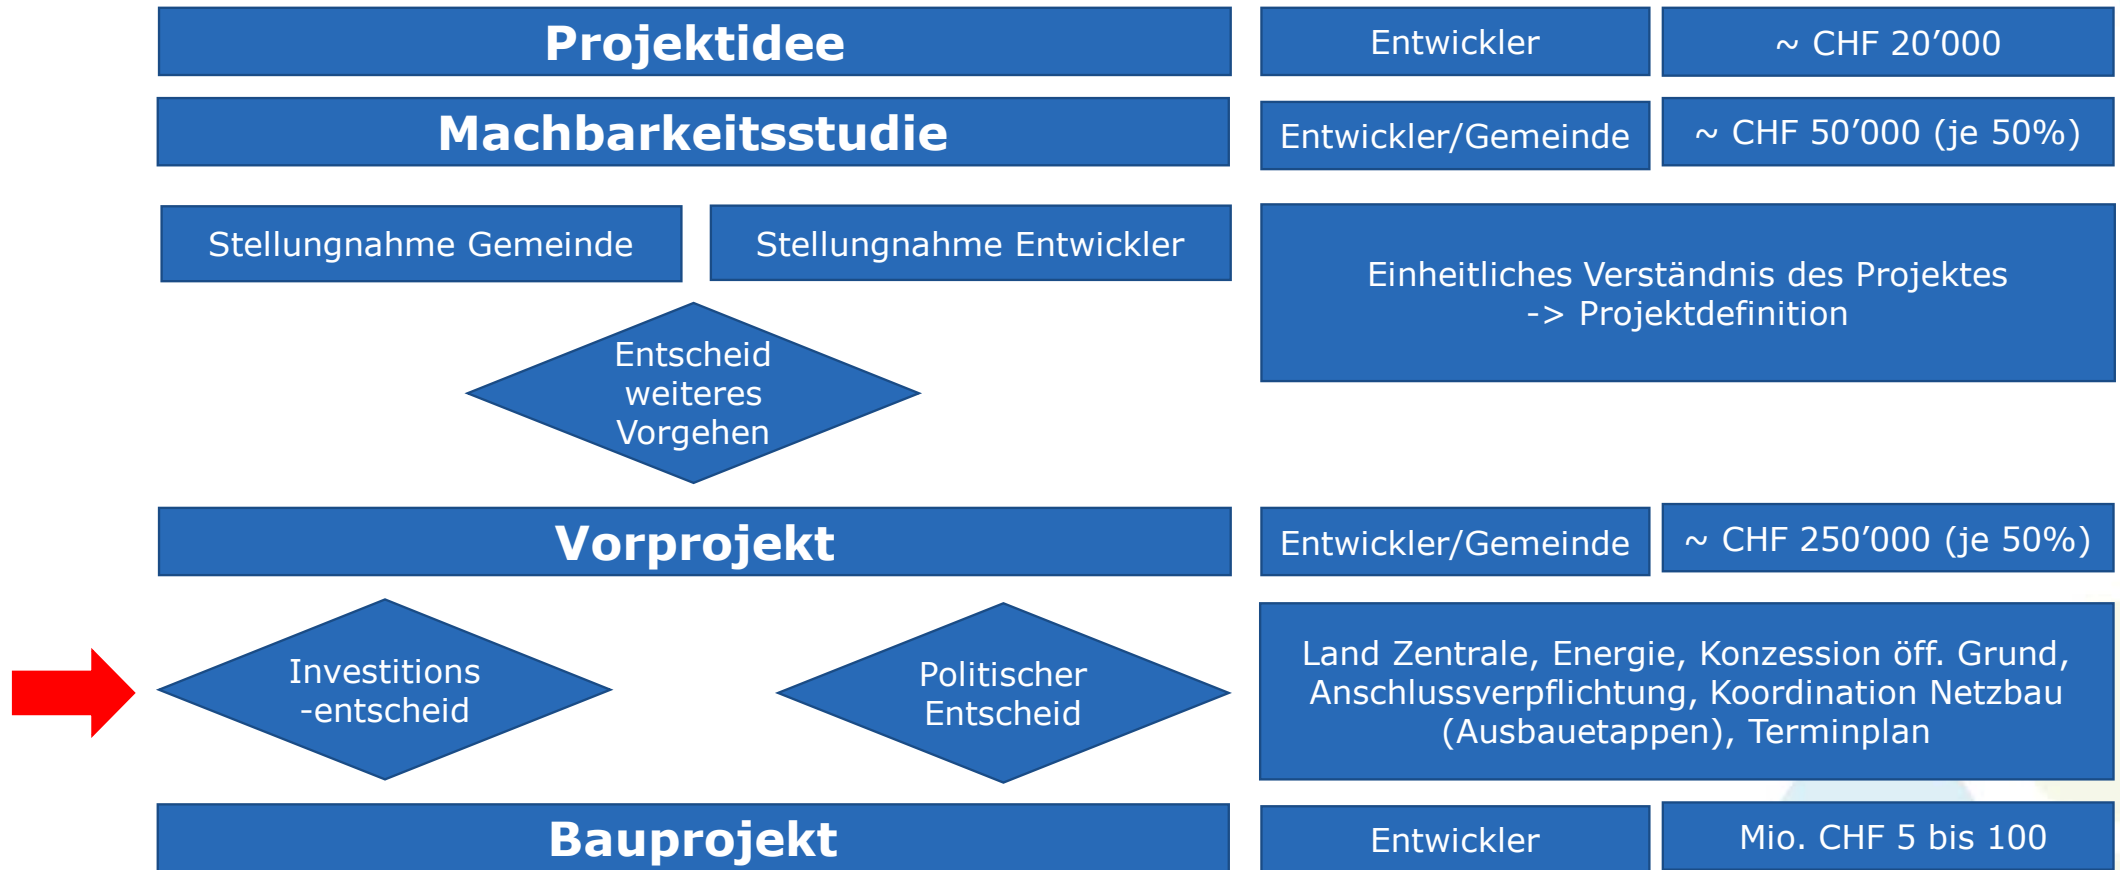 Projektidee
Entwickler
~ CHF 20’000
Machbarkeitsstudie
Entwickler/Gemeinde
~ CHF 50’000 (je 50%)
Stellungnahme Gemeinde
Stellungnahme Entwickler
Einheitliches Verständnis des Projektes
-> Projektdefinition
Entscheid
weiteres
Vorgehen
Vorprojekt
Entwickler/Gemeinde
~ CHF 250’000 (je 50%)
Investitions
-entscheid
Politischer
Entscheid
Land Zentrale, Energie, Konzession öff. Grund,
Anschlussverpflichtung, Koordination Netzbau
(Ausbauetappen), Terminplan
Bauprojekt
Entwickler
Mio. CHF 5 bis 100